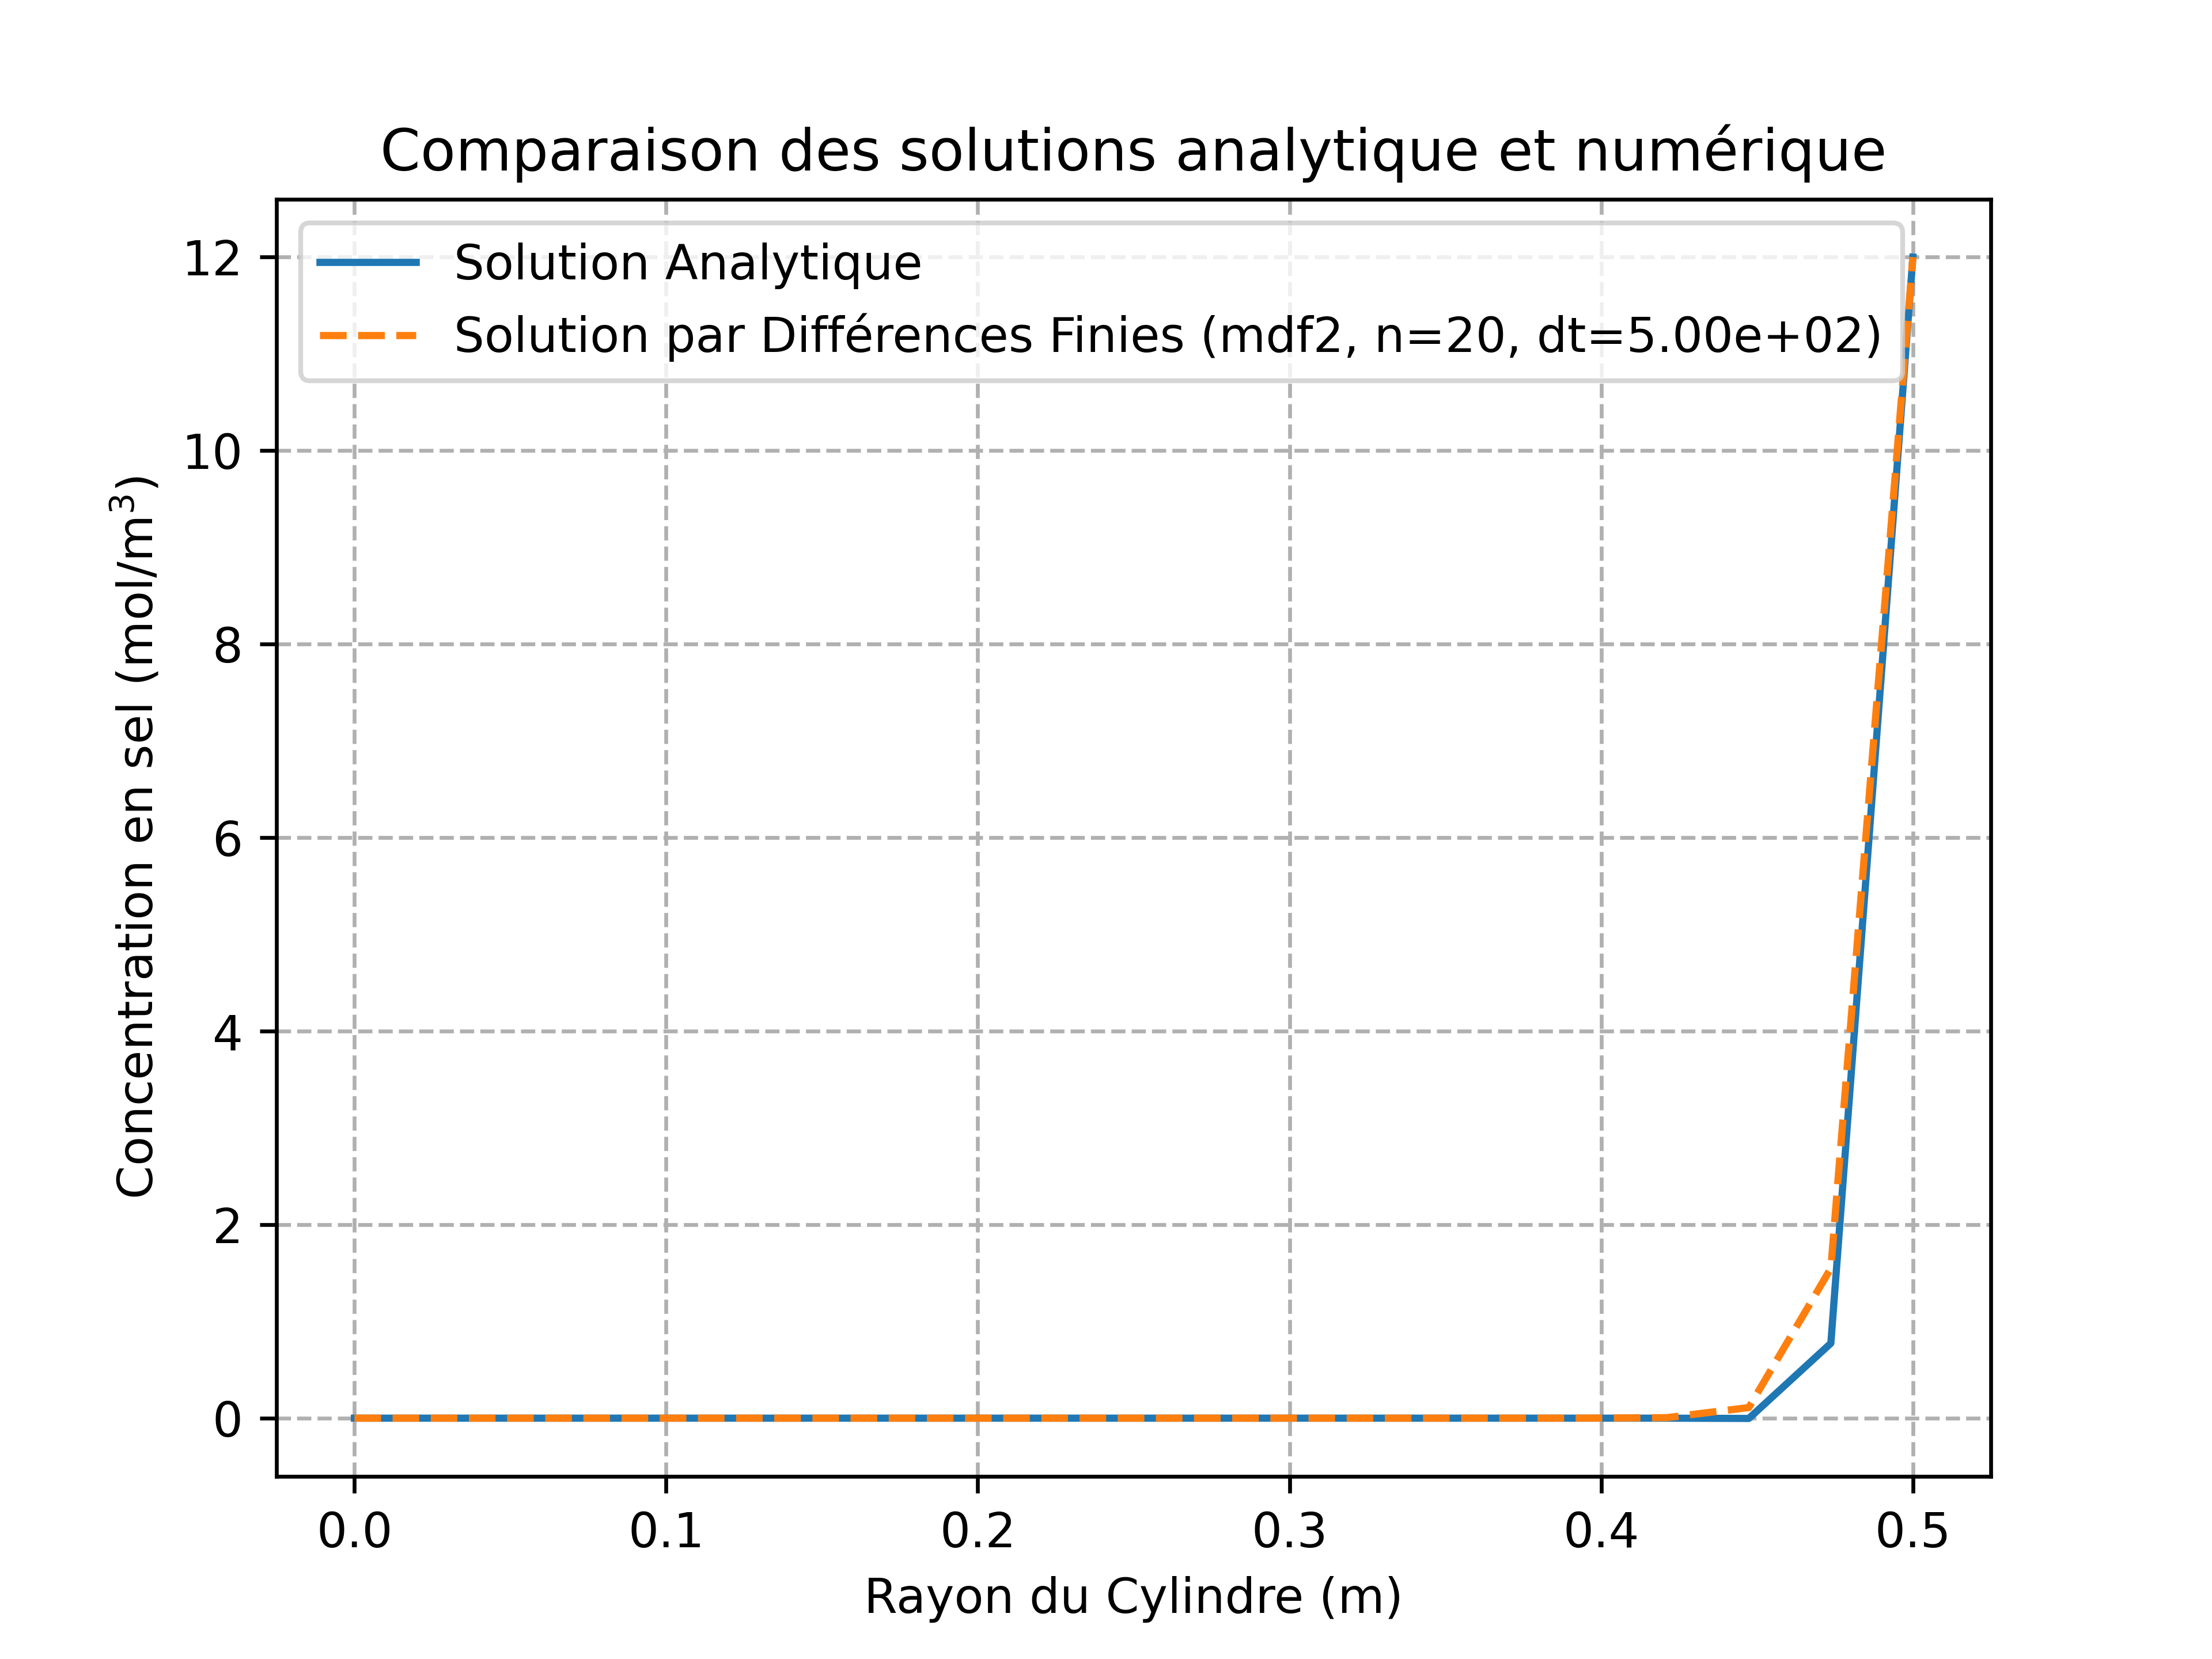 Comparaison des solutions analytique et numérique
Solution Analytique
Solution par Différences Finies (mdf2, n=20, dt=5.00e+02)
Concentration en sel (mol/m³)
12
10
8
6
4
2
0
0.0 0.1 0.2 0.3 0.4 0.5
Rayon du Cylindre (m)